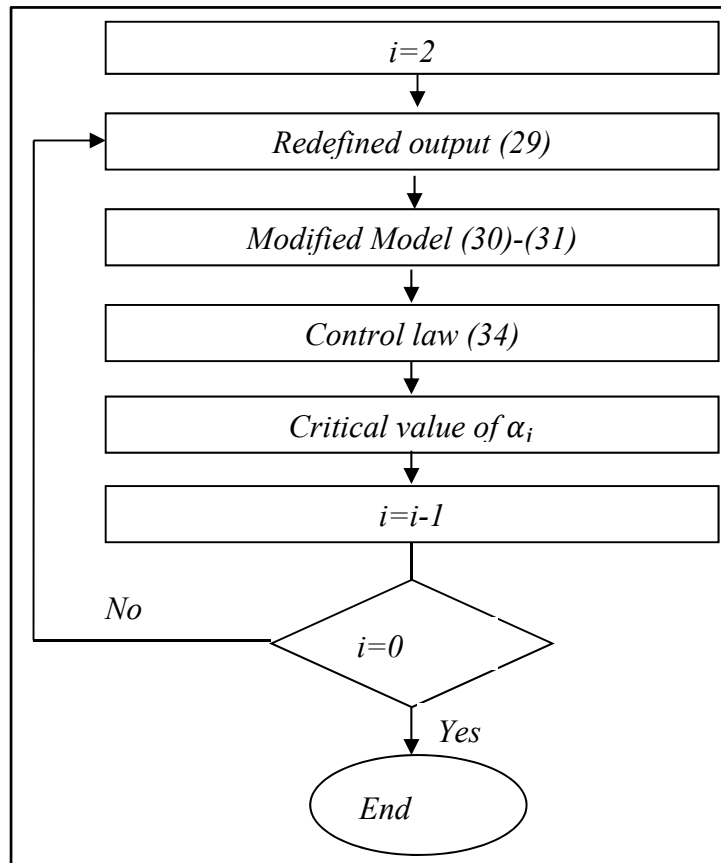 i=2
Redefined output (29)
Modified Model (30)-(31)
Control law (34)
Critical value of α_i
i=i-1
No
i=0
Yes
End